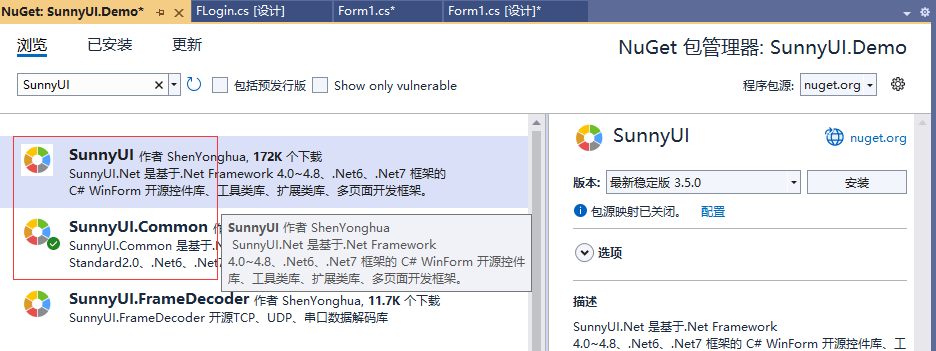 NuGet: SunnyUI.Demo*
FLogin.cs [设计]
Form1.cs*
Form1.cs [设计]*
浏览
已安装
更新
NuGet 包管理器: SunnyUI.Demo
SunnyUI
包括预发行版
Show only vulnerable
程序包源: nuget.org
SunnyUI 作者 ShenYonghua, 172K 个下载
SunnyUI.Net 是基于.Net Framework 4.0~4.8、.Net6、.Net7 框架的
C# WinForm 开源控件库、工具类库、扩展类库、多页面开发框架。
SunnyUI.Common
SunnyUI.Common 是基于.N
Standard2.0、.Net6、.Net7
SunnyUI 作者 ShenYonghua
SunnyUI.Net 是基于.Net Framework
4.0~4.8、.Net6、.Net7 框架的 C# WinForm 开源控件
库、工具类库、扩展类库、多页面开发框架。
SunnyUI.FrameDecoder 作者 ShenYonghua, 11.7K 个下载
SunnyUI.FrameDecoder 开源TCP、UDP、串口数据解码库
SunnyUI
nuget.org
版本: 最新稳定版 3.5.0
安装
包源映射已关闭。 配置
选项
描述
SunnyUI.Net 是基于.Net Framework
4.0~4.8、.Net6、.Net7 框架的 C# WinForm 开源控件库、工